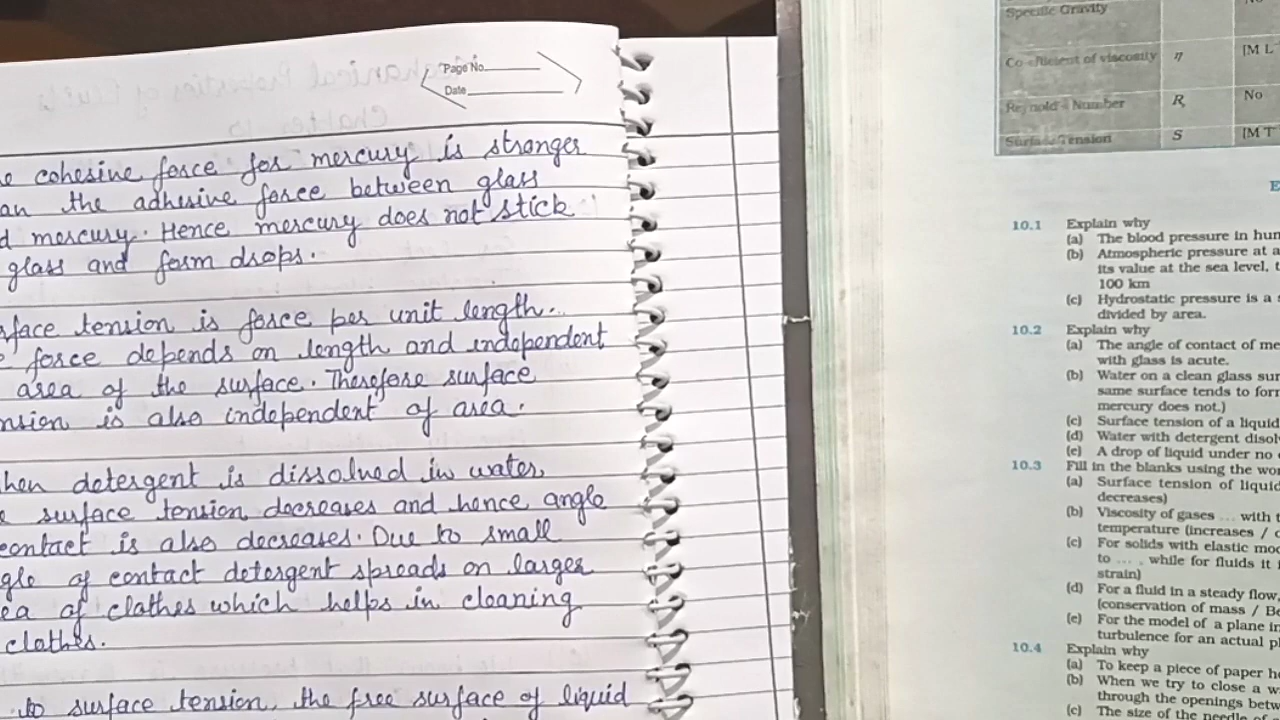 Page No.
Date
cohesive force for mercury is stronger
the adhesive force between glass
mercury. Hence mercury does not stick
glass and form drops.
tension is force per unit length.
force depends on length and independent
area of the surface. Therefore surface
is also independent of area.
detergent is dissolved in water
surface tension decreases and hence angle
contact is also decreases. Due to small
of contact detergent spreads on larger
of clothes which helps in cleaning
clothes.
to surface tension, the free surface of liquid
Specific Gravity
No
Co-efficient of viscosity η [M L
Reynold's Number Re No
Surface Tension S [M T
E
10.1 Explain why
(a) The blood pressure in hum
(b) Atmospheric pressure at a
its value at the sea level, t
100 km
(c) Hydrostatic pressure is a
divided by area.
10.2 Explain why
(a) The angle of contact of me
with glass is acute.
(b) Water on a clean glass sur
same surface tends to form
mercury does not.)
(c) Surface tension of a liquid
(d) Water with detergent disol
(e) A drop of liquid under no
10.3 Fill in the blanks using the wor
(a) Surface tension of liquid
decreases)
(b) Viscosity of gases ... with
temperature (increases /
(c) For solids with elastic mod
to ... , while for fluids it
strain)
(d) For a fluid in a steady flow,
(conservation of mass / Be
(e) For the model of a plane in
turbulence for an actual pl
10.4 Explain why
(a) To keep a piece of paper h
(b) When we try to close a w
through the openings betw
(c) The size of the needle of